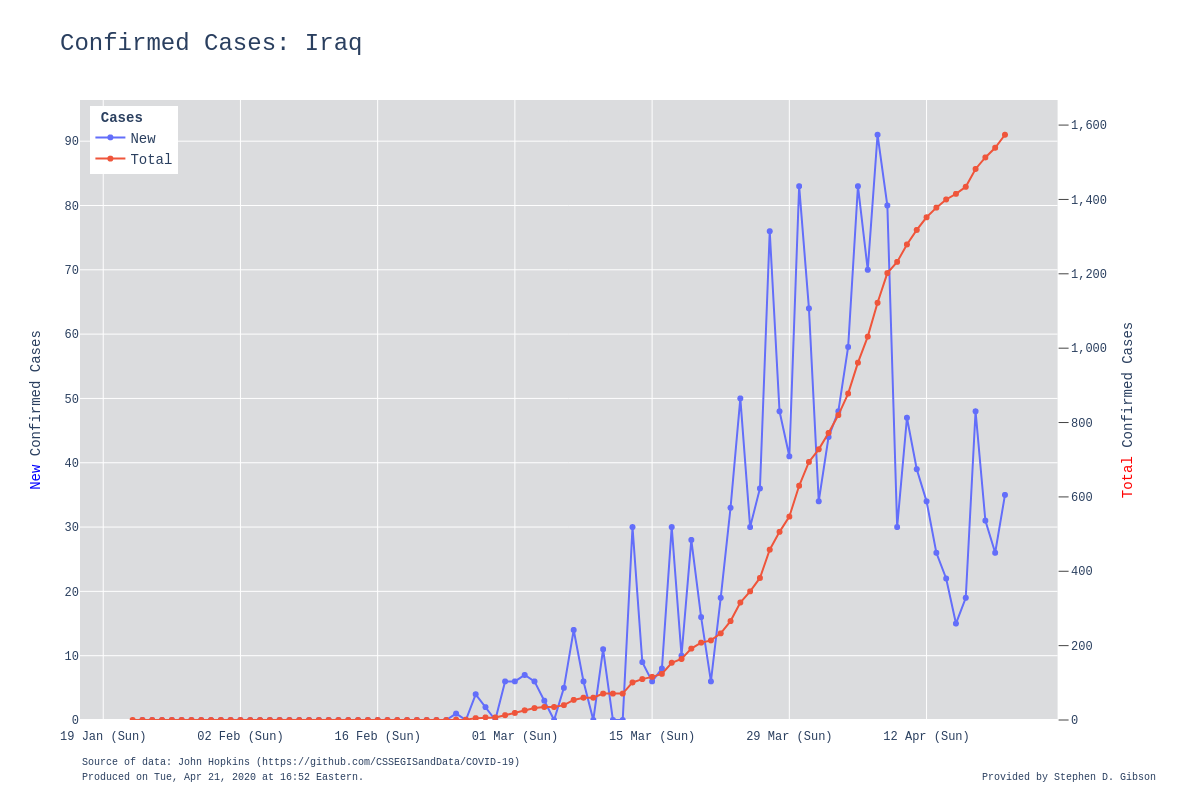 Confirmed Cases: Iraq
Cases
New
Total
90
80
70
60
50
40
30
20
10
0
New Confirmed Cases
1,600
1,400
1,200
1,000
800
600
400
200
0
Total Confirmed Cases
19 Jan (Sun)
02 Feb (Sun)
16 Feb (Sun)
01 Mar (Sun)
15 Mar (Sun)
29 Mar (Sun)
12 Apr (Sun)
Source of data: John Hopkins (https://github.com/CSSEGISandData/COVID-19)
Produced on Tue, Apr 21, 2020 at 16:52 Eastern.
Provided by Stephen D. Gibson